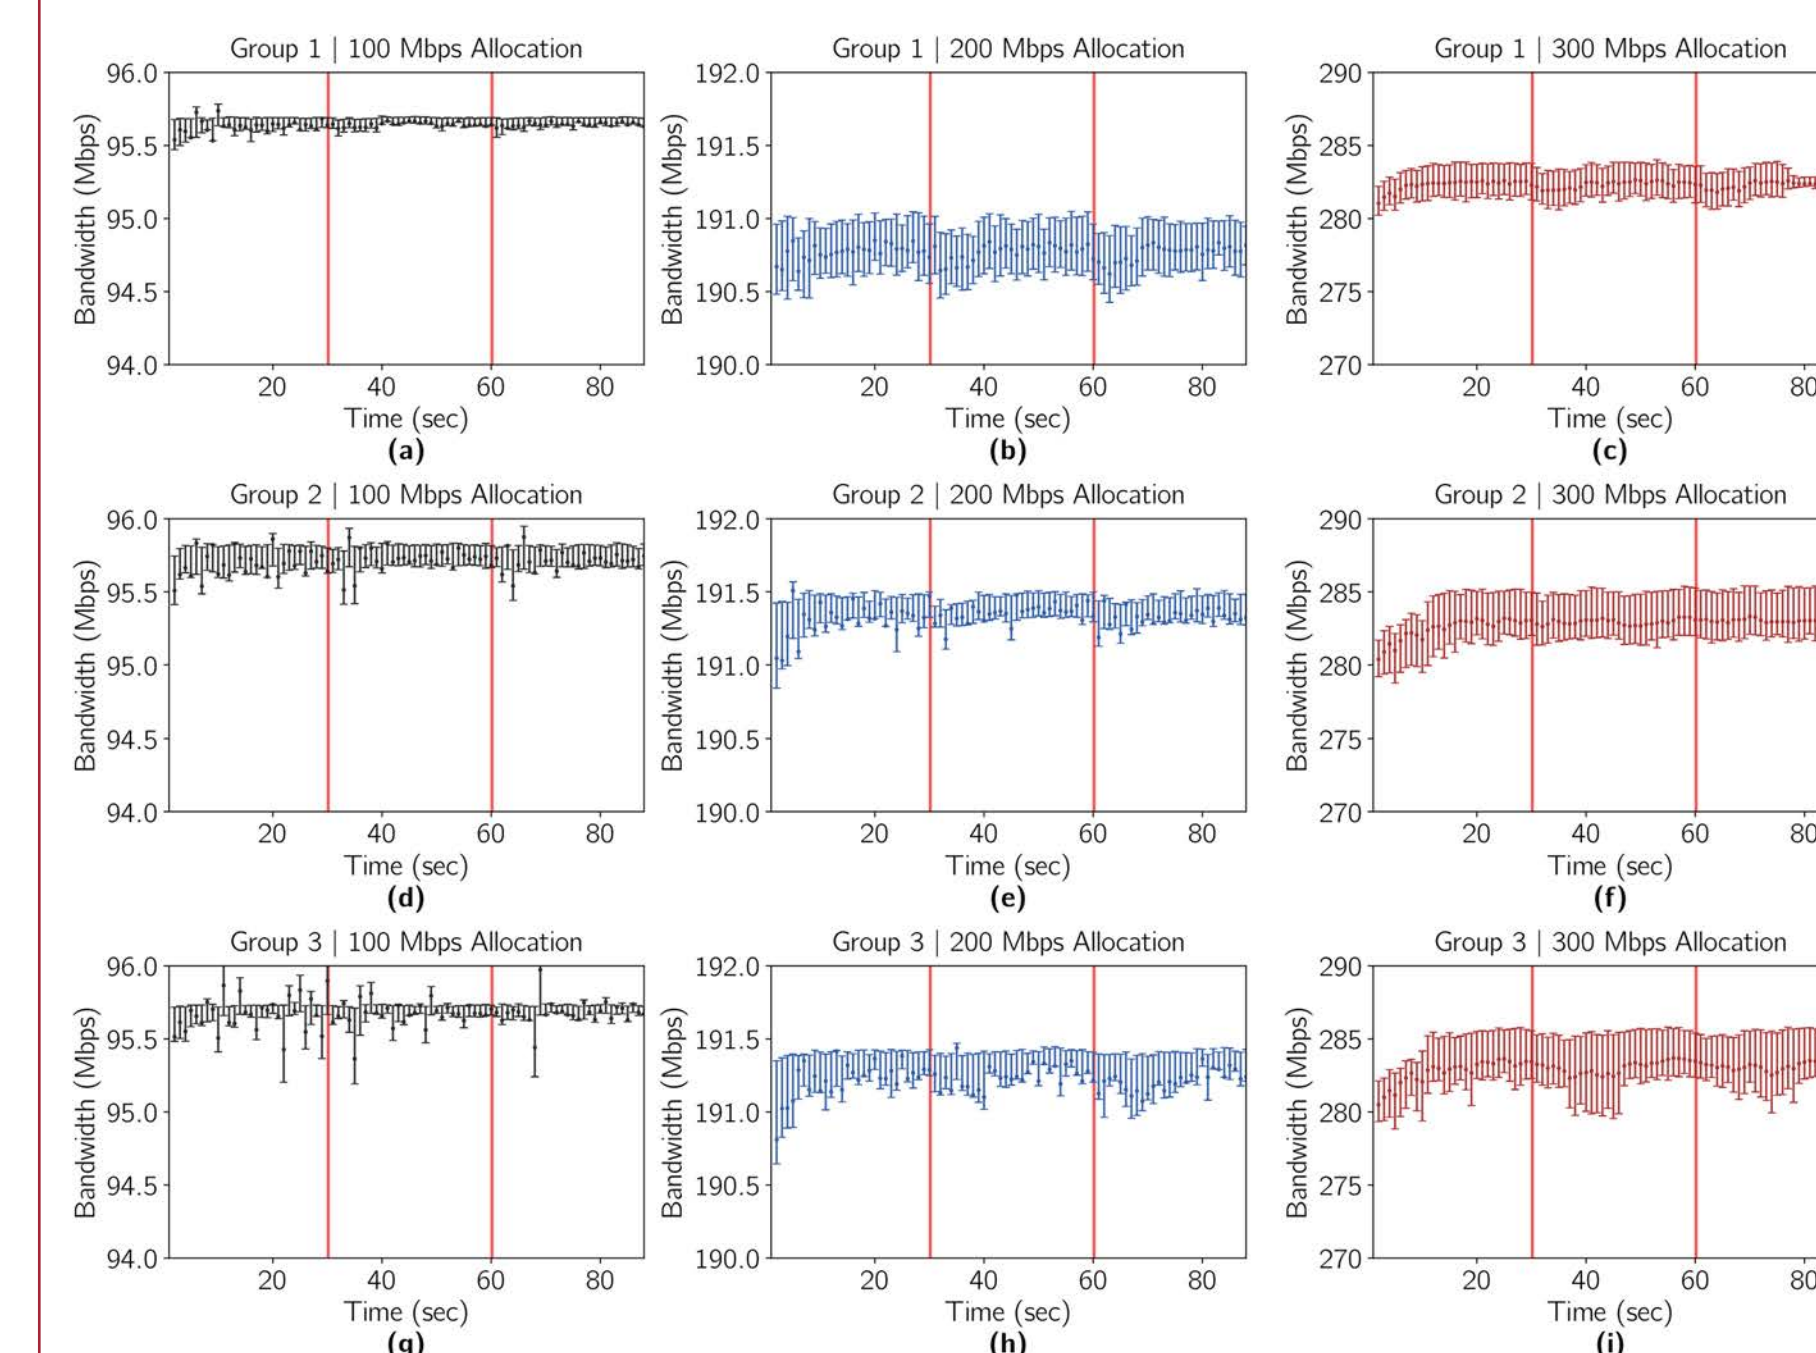 Group 1 | 100 Mbps Allocation
Bandwidth (Mbps)
96.0
95.5
95.0
94.5
94.0
20 40 60 80
Time (sec)
(a)
Group 1 | 200 Mbps Allocation
Bandwidth (Mbps)
192.0
191.5
191.0
190.5
190.0
20 40 60 80
Time (sec)
(b)
Group 1 | 300 Mbps Allocation
Bandwidth (Mbps)
290
285
280
275
270
20 40 60 80
Time (sec)
(c)
Group 2 | 100 Mbps Allocation
Bandwidth (Mbps)
96.0
95.5
95.0
94.5
94.0
20 40 60 80
Time (sec)
(d)
Group 2 | 200 Mbps Allocation
Bandwidth (Mbps)
192.0
191.5
191.0
190.5
190.0
20 40 60 80
Time (sec)
(e)
Group 2 | 300 Mbps Allocation
Bandwidth (Mbps)
290
285
280
275
270
20 40 60 80
Time (sec)
(f)
Group 3 | 100 Mbps Allocation
Bandwidth (Mbps)
96.0
95.5
95.0
94.5
94.0
20 40 60 80
Time (sec)
(g)
Group 3 | 200 Mbps Allocation
Bandwidth (Mbps)
192.0
191.5
191.0
190.5
190.0
20 40 60 80
Time (sec)
(h)
Group 3 | 300 Mbps Allocation
Bandwidth (Mbps)
290
285
280
275
270
20 40 60 80
Time (sec)
(i)